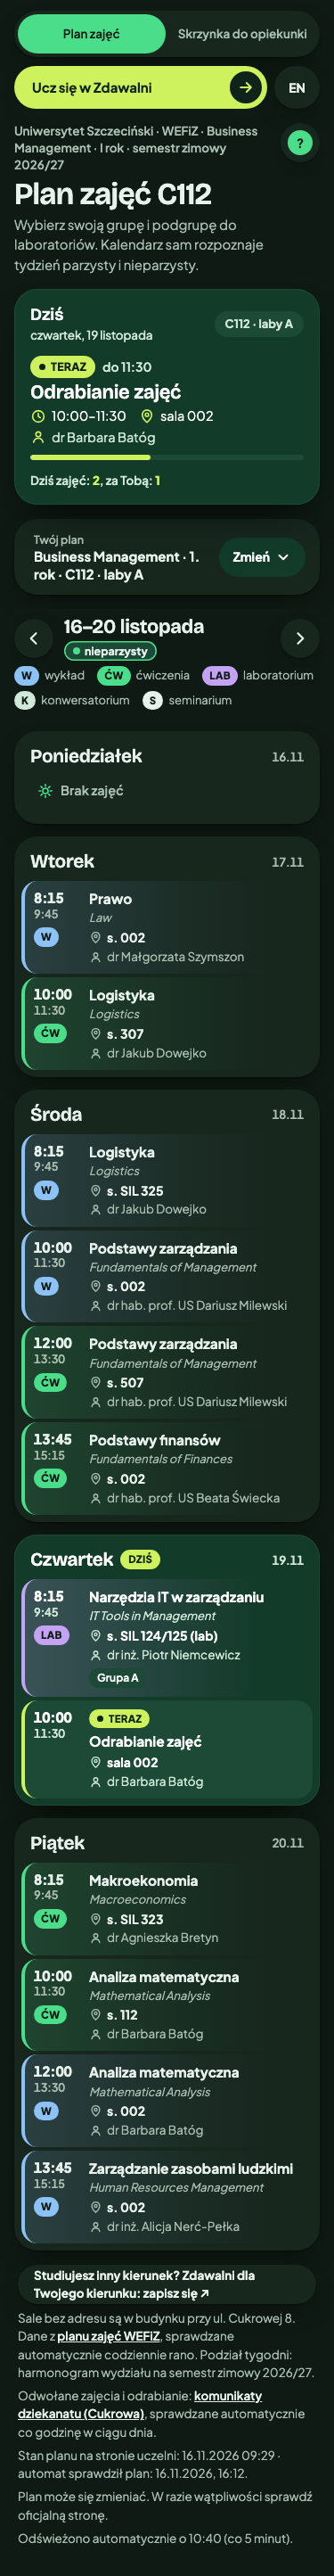 Plan zajęć
Skrzynka do opiekunki
Ucz się w Zdawalni
EN
Uniwersytet Szczeciński · WEFiZ · Business
Management · I rok · semestr zimowy
2026/27
?
Plan zajęć C112
Wybierz swoją grupę i podgrupę do
laboratoriów. Kalendarz sam rozpoznaje
tydzień parzysty i nieparzysty.
Dziś
czwartek, 19 listopada
C112 · laby A
TERAZ do 11:30
Odrabianie zajęć
10:00–11:30 sala 002
dr Barbara Batóg
Dziś zajęć: 2, za Tobą: 1
Twój plan
Business Management · 1.
rok · C112 · laby A
Zmień
16–20 listopada
nieparzysty
W wykład ĆW ćwiczenia LAB laboratorium
K konwersatorium S seminarium
Poniedziałek 16.11
Brak zajęć
Wtorek 17.11
8:15 Prawo
9:45 Law
W s. 002
dr Małgorzata Szymszon
10:00 Logistyka
11:30 Logistics
ĆW s. 307
dr Jakub Dowejko
Środa 18.11
8:15 Logistyka
9:45 Logistics
W s. SIL 325
dr Jakub Dowejko
10:00 Podstawy zarządzania
11:30 Fundamentals of Management
W s. 002
dr hab. prof. US Dariusz Milewski
12:00 Podstawy zarządzania
13:30 Fundamentals of Management
ĆW s. 507
dr hab. prof. US Dariusz Milewski
13:45 Podstawy finansów
15:15 Fundamentals of Finances
ĆW s. 002
dr hab. prof. US Beata Świecka
Czwartek DZIŚ 19.11
8:15 Narzędzia IT w zarządzaniu
9:45 IT Tools in Management
LAB s. SIL 124/125 (lab)
dr inż. Piotr Niemcewicz
Grupa A
10:00 TERAZ
11:30 Odrabianie zajęć
sala 002
dr Barbara Batóg
Piątek 20.11
8:15 Makroekonomia
9:45 Macroeconomics
ĆW s. SIL 323
dr Agnieszka Bretyn
10:00 Analiza matematyczna
11:30 Mathematical Analysis
ĆW s. 112
dr Barbara Batóg
12:00 Analiza matematyczna
13:30 Mathematical Analysis
W s. 002
dr Barbara Batóg
13:45 Zarządzanie zasobami ludzkimi
15:15 Human Resources Management
W s. 002
dr inż. Alicja Nerć-Pełka
Studiujesz inny kierunek? Zdawalni dla
Twojego kierunku: zapisz się ↗
Sale bez adresu są w budynku przy ul. Cukrowej 8.
Dane z planu zajęć WEFiZ, sprawdzane
automatycznie codziennie rano. Podział tygodni:
harmonogram wydziału na semestr zimowy 2026/27.
Odwołane zajęcia i odrabianie: komunikaty
dziekanatu (Cukrowa), sprawdzane automatycznie
co godzinę w ciągu dnia.
Stan planu na stronie uczelni: 16.11.2026 09:29 ·
automat sprawdził plan: 16.11.2026, 16:12.
Plan może się zmieniać. W razie wątpliwości sprawdź
oficjalną stronę.
Odświeżono automatycznie o 10:40 (co 5 minut).